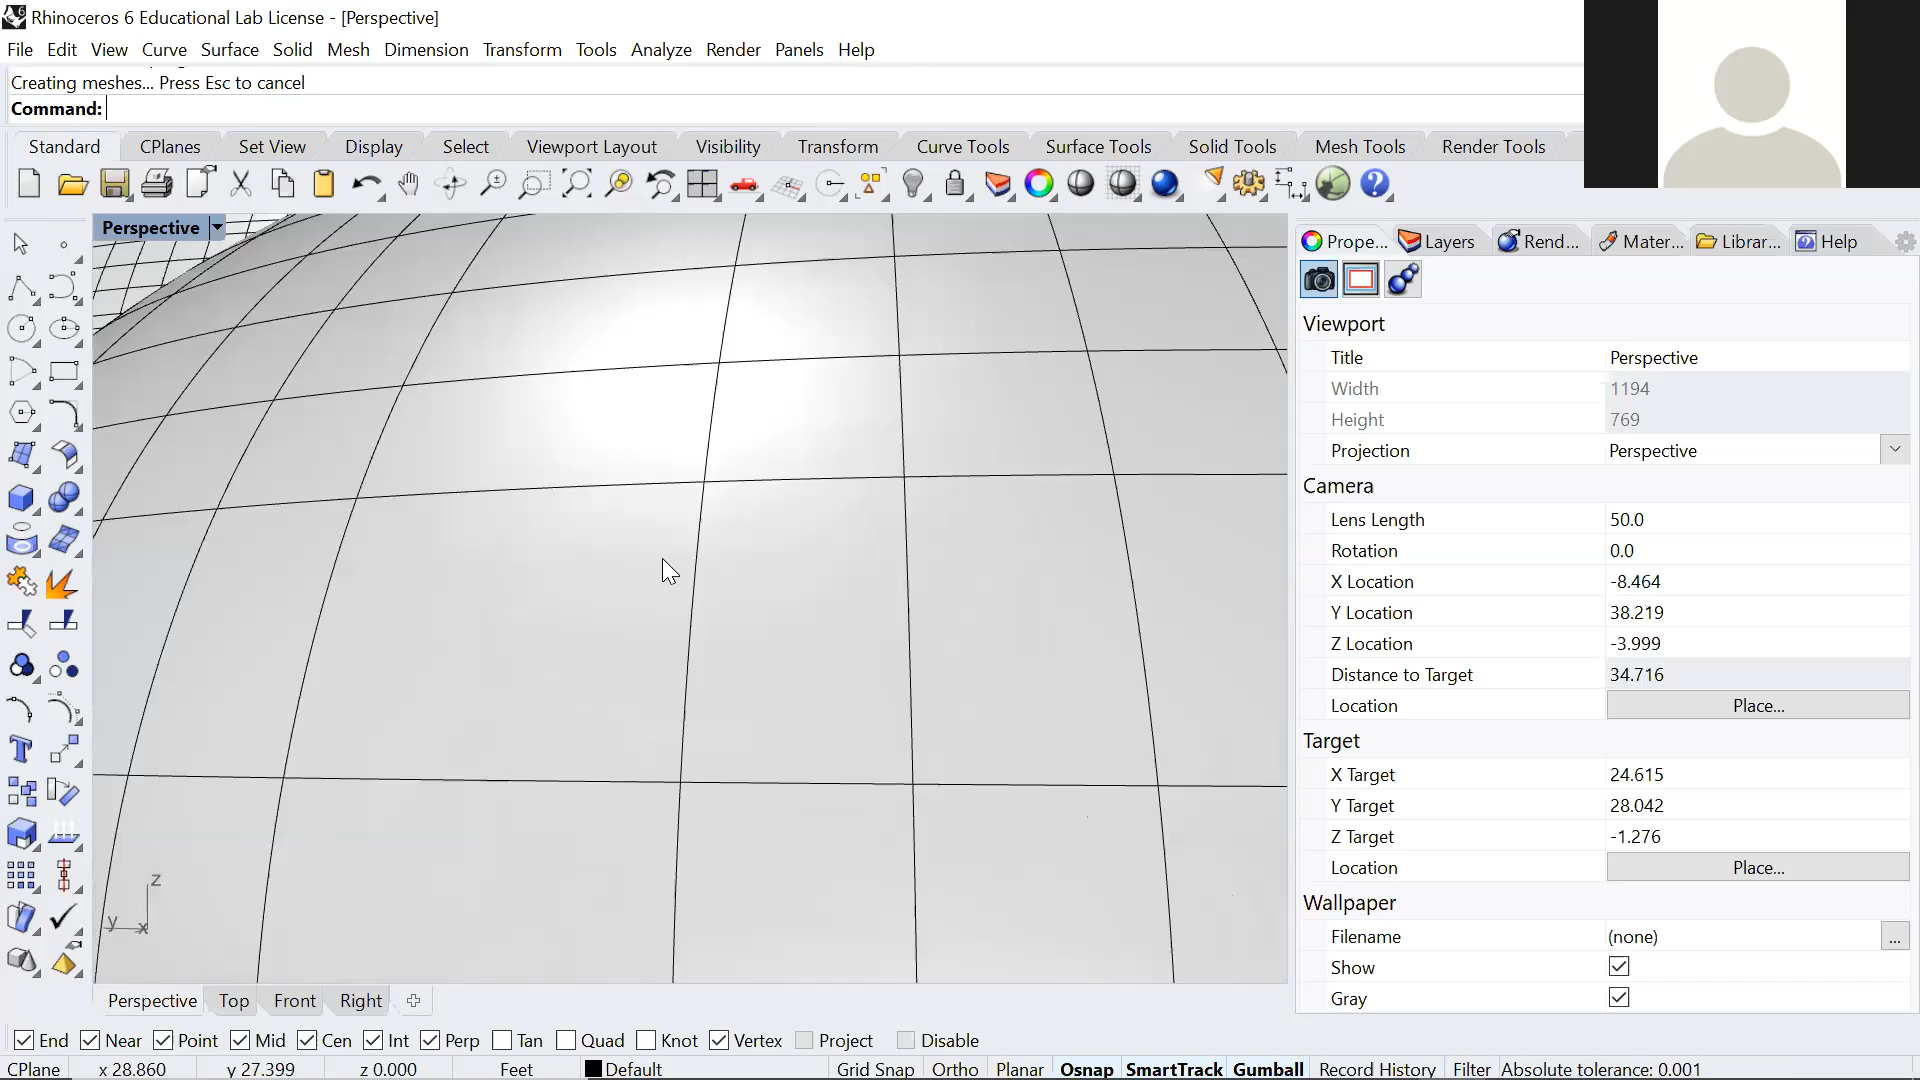 Rhinoceros 6 Educational Lab License - [Perspective]
File Edit View Curve Surface Solid Mesh Dimension Transform Tools Analyze Render Panels Help
Creating meshes... Press Esc to cancel
Command:
Standard CPlanes Set View Display Select Viewport Layout Visibility Transform Curve Tools Surface Tools Solid Tools Mesh Tools Render Tools
Perspective
Prope... Layers Rend... Mater... Librar... Help
Viewport
Title Perspective
Width 1194
Height 769
Projection Perspective
Camera
Lens Length 50.0
Rotation 0.0
X Location -8.464
Y Location 38.219
Z Location -3.999
Distance to Target 34.716
Location Place...
Target
X Target 24.615
Y Target 28.042
Z Target -1.276
Location Place...
Wallpaper
Filename (none) ...
Show
Gray
z
y x
Perspective Top Front Right
End Near Point Mid Cen Int Perp Tan Quad Knot Vertex Project Disable
CPlane x 28.860 y 27.399 z 0.000 Feet Default Grid Snap Ortho Planar Osnap SmartTrack Gumball Record History Filter Absolute tolerance: 0.001